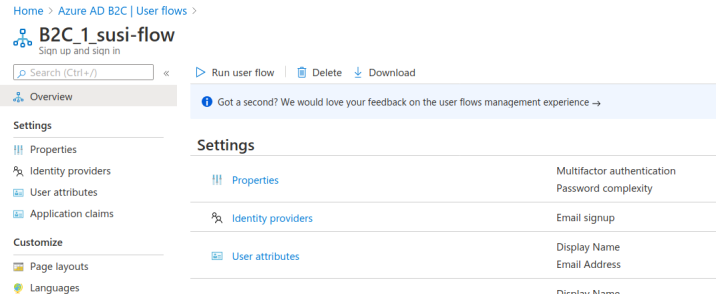 Home > Azure AD B2C | User flows >
B2C_1_susi-flow
Sign up and sign in
Search (Ctrl+/)
«
Run user flow
Delete
Download
Overview
Got a second? We would love your feedback on the user flows management experience →
Settings
Properties
Identity providers
User attributes
Application claims
Customize
Page layouts
Languages
Settings
Properties
Multifactor authentication
Password complexity
Identity providers
Email signup
User attributes
Display Name
Email Address
Display Name